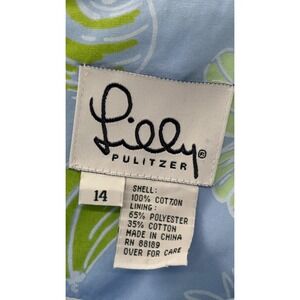 Lilly®
PULITZER
14
SHELL:
100% COTTON
LINING:
65% POLYESTER
35% COTTON
MADE IN CHINA
RN 88189
OVER FOR CARE